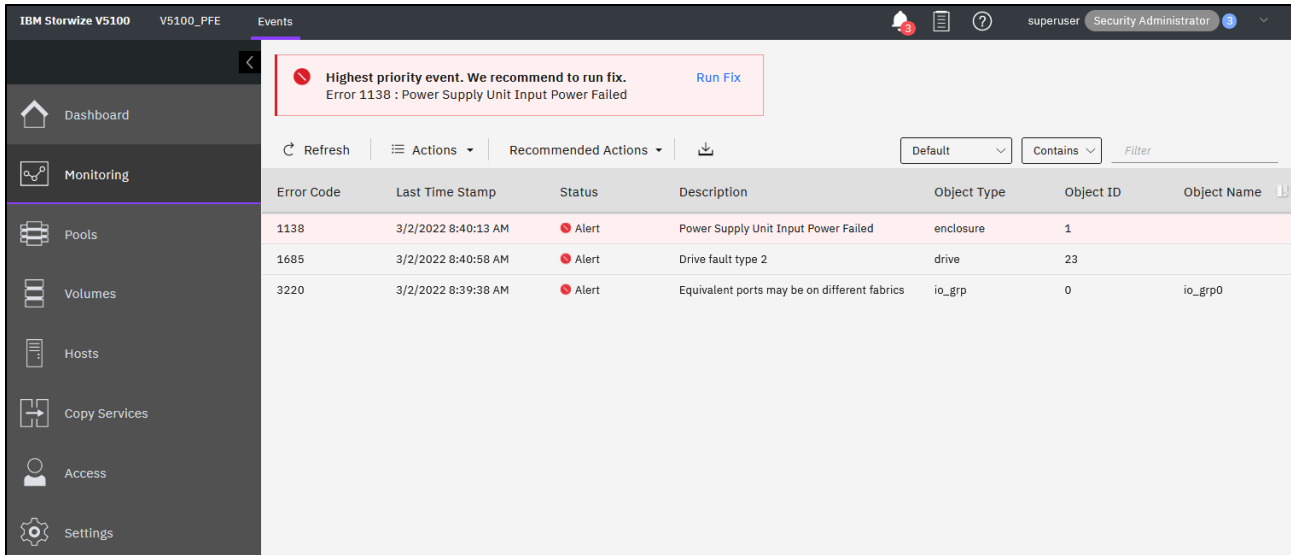 IBM Storwize V5100 V5100_PFE Events 3 superuser Security Administrator 3
Highest priority event. We recommend to run fix. Run Fix
Error 1138 : Power Supply Unit Input Power Failed
Dashboard
Monitoring
Pools
Volumes
Hosts
Copy Services
Access
Settings
Refresh Actions Recommended Actions Default Contains Filter
Error Code Last Time Stamp Status Description Object Type Object ID Object Name
1138 3/2/2022 8:40:13 AM Alert Power Supply Unit Input Power Failed enclosure 1
1685 3/2/2022 8:40:58 AM Alert Drive fault type 2 drive 23
3220 3/2/2022 8:39:38 AM Alert Equivalent ports may be on different fabrics io_grp 0 io_grp0